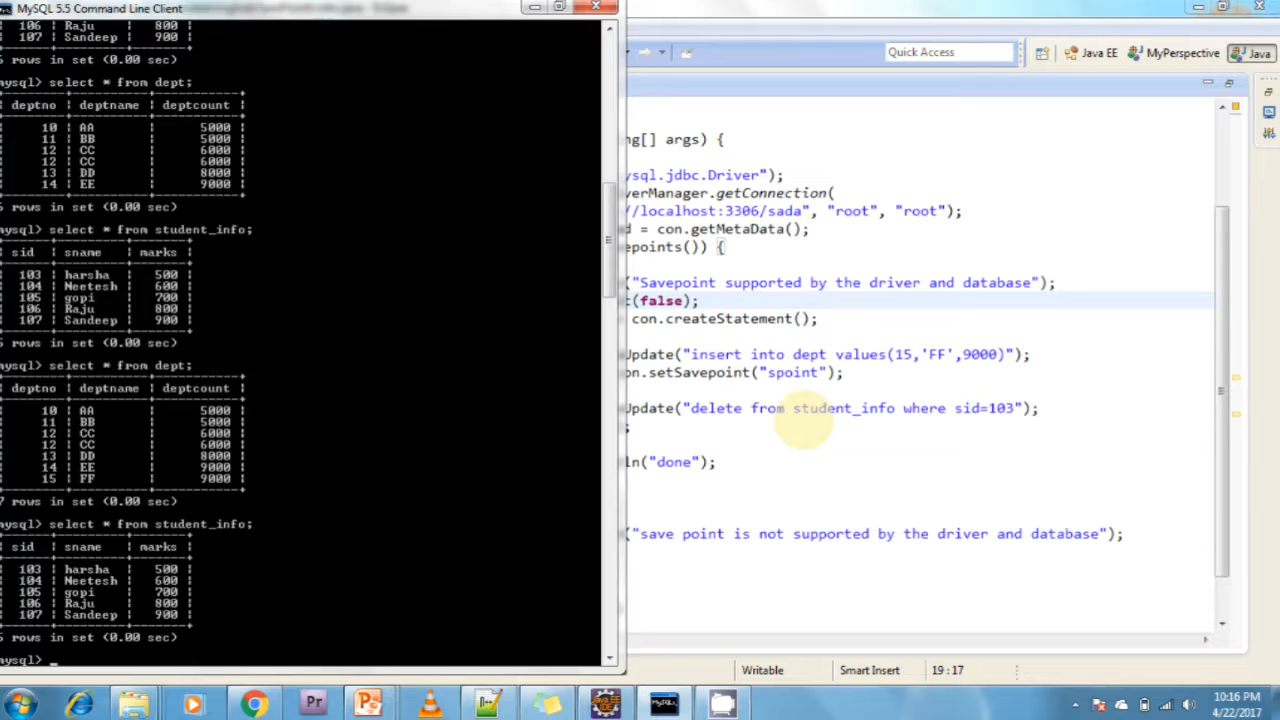 MySQL 5.5 Command Line Client
106 | Raju | 800 |
107 | Sandeep | 900 |
rows in set (0.00 sec)
mysql> select * from dept;
| deptno | deptname | deptcount |
| 10 | AA | 5000 |
| 11 | BB | 5000 |
| 12 | CC | 6000 |
| 12 | CC | 6000 |
| 13 | DD | 8000 |
| 14 | EE | 9000 |
rows in set (0.00 sec)
mysql> select * from student_info;
| sid | sname | marks |
| 103 | harsha | 500 |
| 104 | Neetesh | 600 |
| 105 | gopi | 700 |
| 106 | Raju | 800 |
| 107 | Sandeep | 900 |
rows in set (0.00 sec)
mysql> select * from dept;
| deptno | deptname | deptcount |
| 10 | AA | 5000 |
| 11 | BB | 5000 |
| 12 | CC | 6000 |
| 12 | CC | 6000 |
| 13 | DD | 8000 |
| 14 | EE | 9000 |
| 15 | FF | 9000 |
7 rows in set (0.00 sec)
mysql> select * from student_info;
| sid | sname | marks |
| 103 | harsha | 500 |
| 104 | Neetesh | 600 |
| 105 | gopi | 700 |
| 106 | Raju | 800 |
| 107 | Sandeep | 900 |
rows in set (0.00 sec)
mysql> _
Quick Access
Java EE
MyPerspective
Java
ng[] args) {
ysql.jdbc.Driver");
verManager.getConnection(
//localhost:3306/sada", "root", "root");
d = con.getMetaData();
epoints()) {
("Savepoint supported by the driver and database");
t(false);
con.createStatement();
Update("insert into dept values(15,'FF',9000)");
on.setSavepoint("spoint");
Update("delete from student_info where sid=103");
;
ln("done");
("save point is not supported by the driver and database");
Writable
Smart Insert
19:17
Pr
Java EE
IDE
MySQL
10:16 PM
4/22/2017